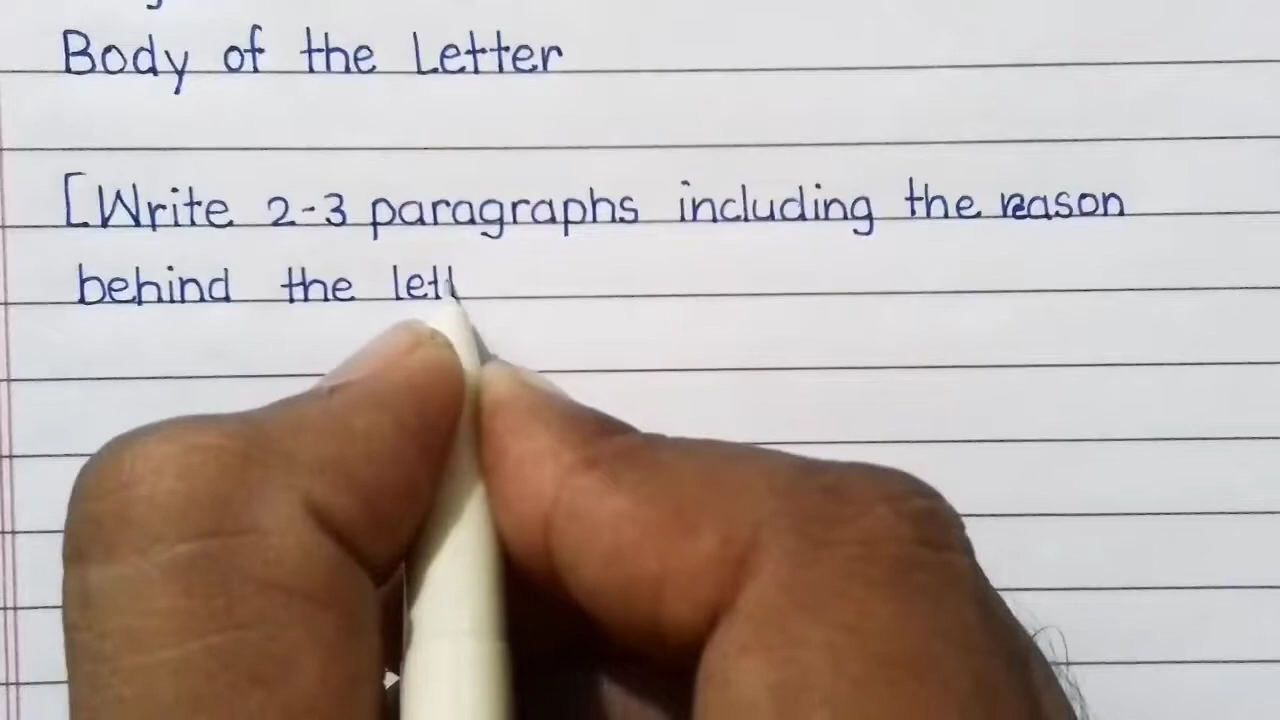 Body of the Letter
[Write 2-3 paragraphs including the reason
behind the lett